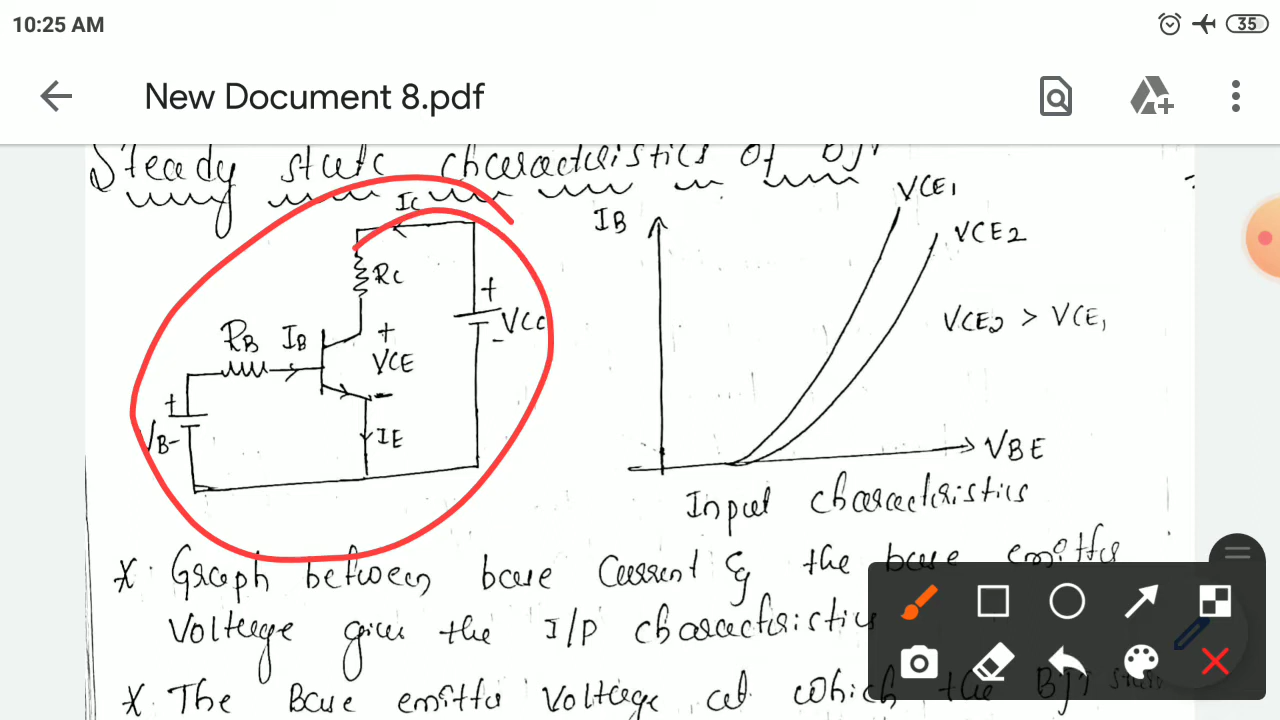 10:25 AM
35
New Document 8.pdf
Steady state characteristics of BJT
IC
RC
+
VCC
-
RB
IB
+
VCE
-
+
VB-
IE
IB
VCE1
VCE2
VCE2 > VCE1
VBE
Input characteristics
* Graph between base Current & the base emitter
Voltage gives the I/P characteristics
* The Base emitter Voltage at which the BJT